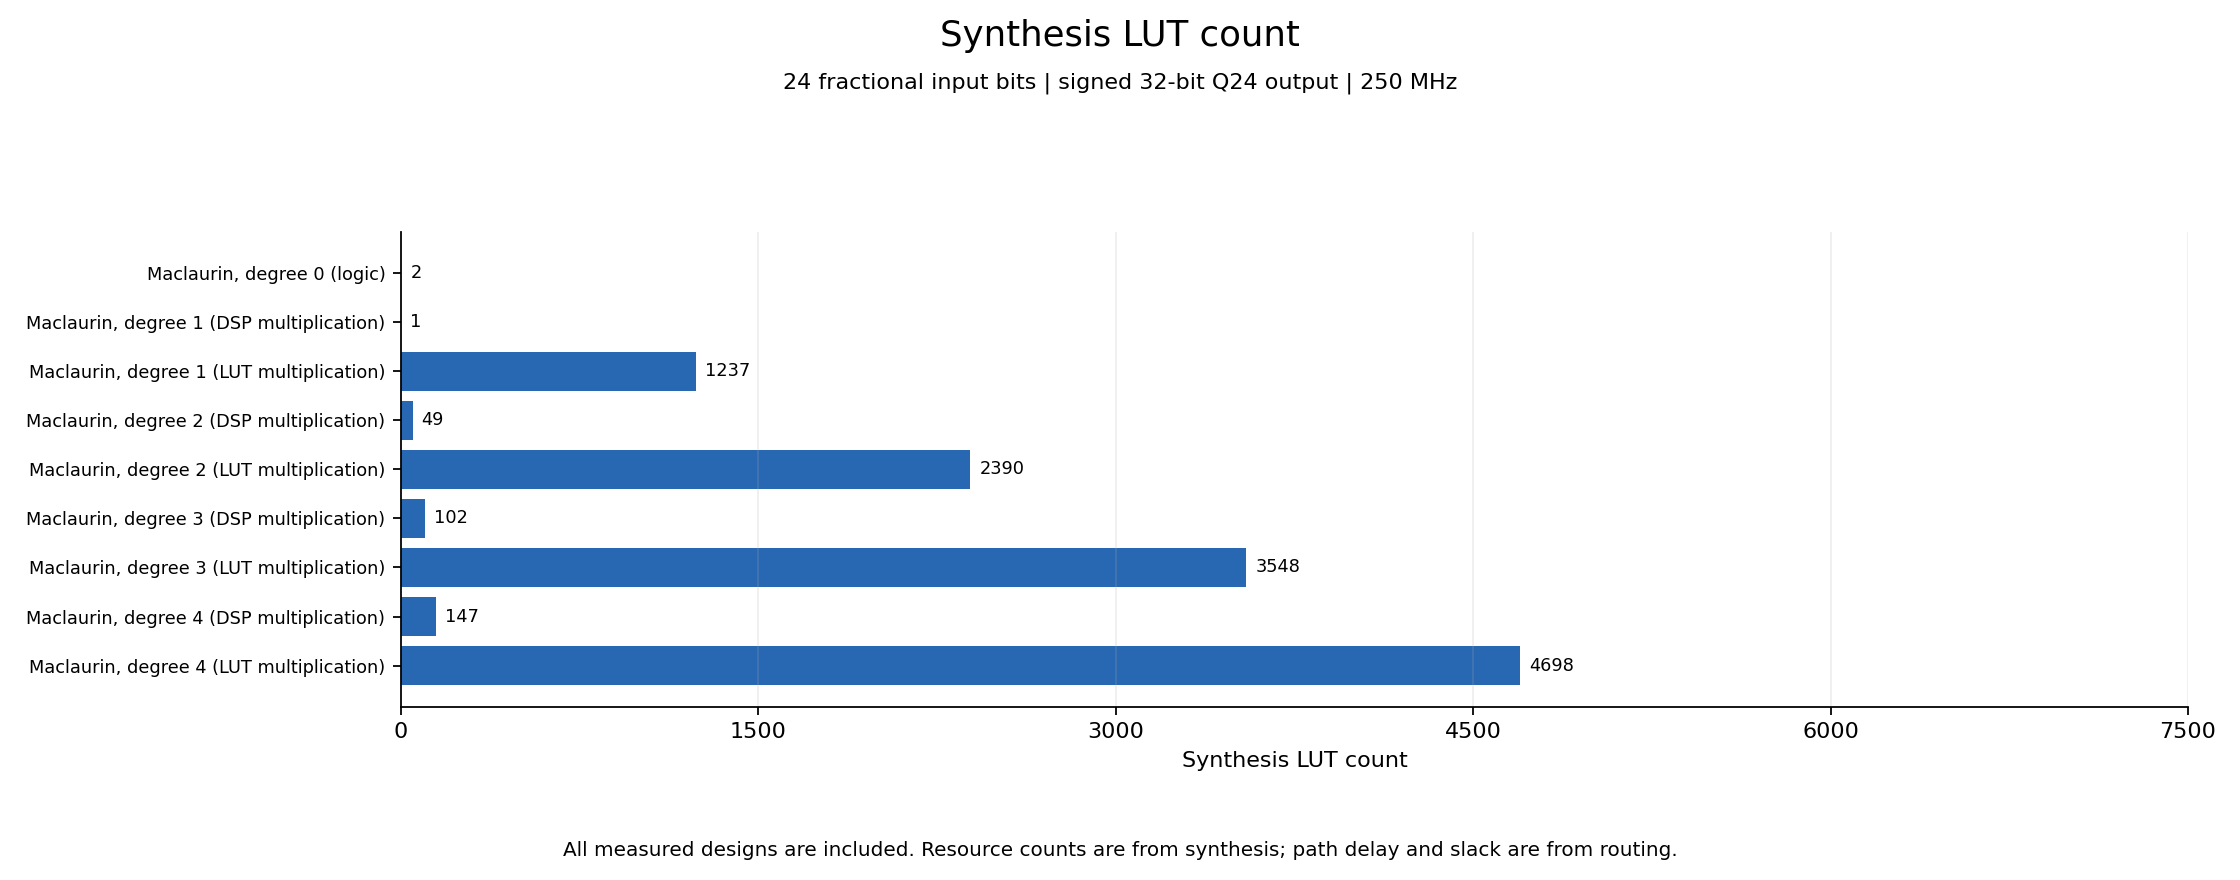 Synthesis LUT count
24 fractional input bits | signed 32-bit Q24 output | 250 MHz
Maclaurin, degree 0 (logic) 2
Maclaurin, degree 1 (DSP multiplication) 1
Maclaurin, degree 1 (LUT multiplication) 1237
Maclaurin, degree 2 (DSP multiplication) 49
Maclaurin, degree 2 (LUT multiplication) 2390
Maclaurin, degree 3 (DSP multiplication) 102
Maclaurin, degree 3 (LUT multiplication) 3548
Maclaurin, degree 4 (DSP multiplication) 147
Maclaurin, degree 4 (LUT multiplication) 4698
0 1500 3000 4500 6000 7500
Synthesis LUT count
All measured designs are included. Resource counts are from synthesis; path delay and slack are from routing.